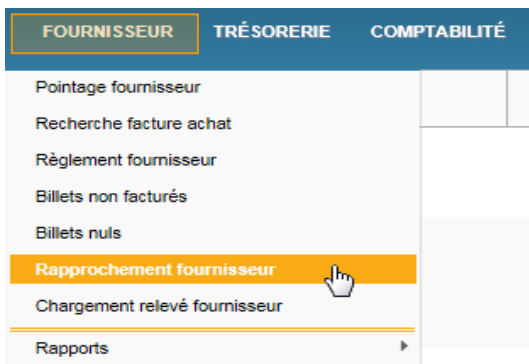 FOURNISSEUR TRÉSORERIE COMPTABILITÉ
Pointage fournisseur
Recherche facture achat
Règlement fournisseur
Billets non facturés
Billets nuls
Rapprochement fournisseur
Chargement relevé fournisseur
Rapports